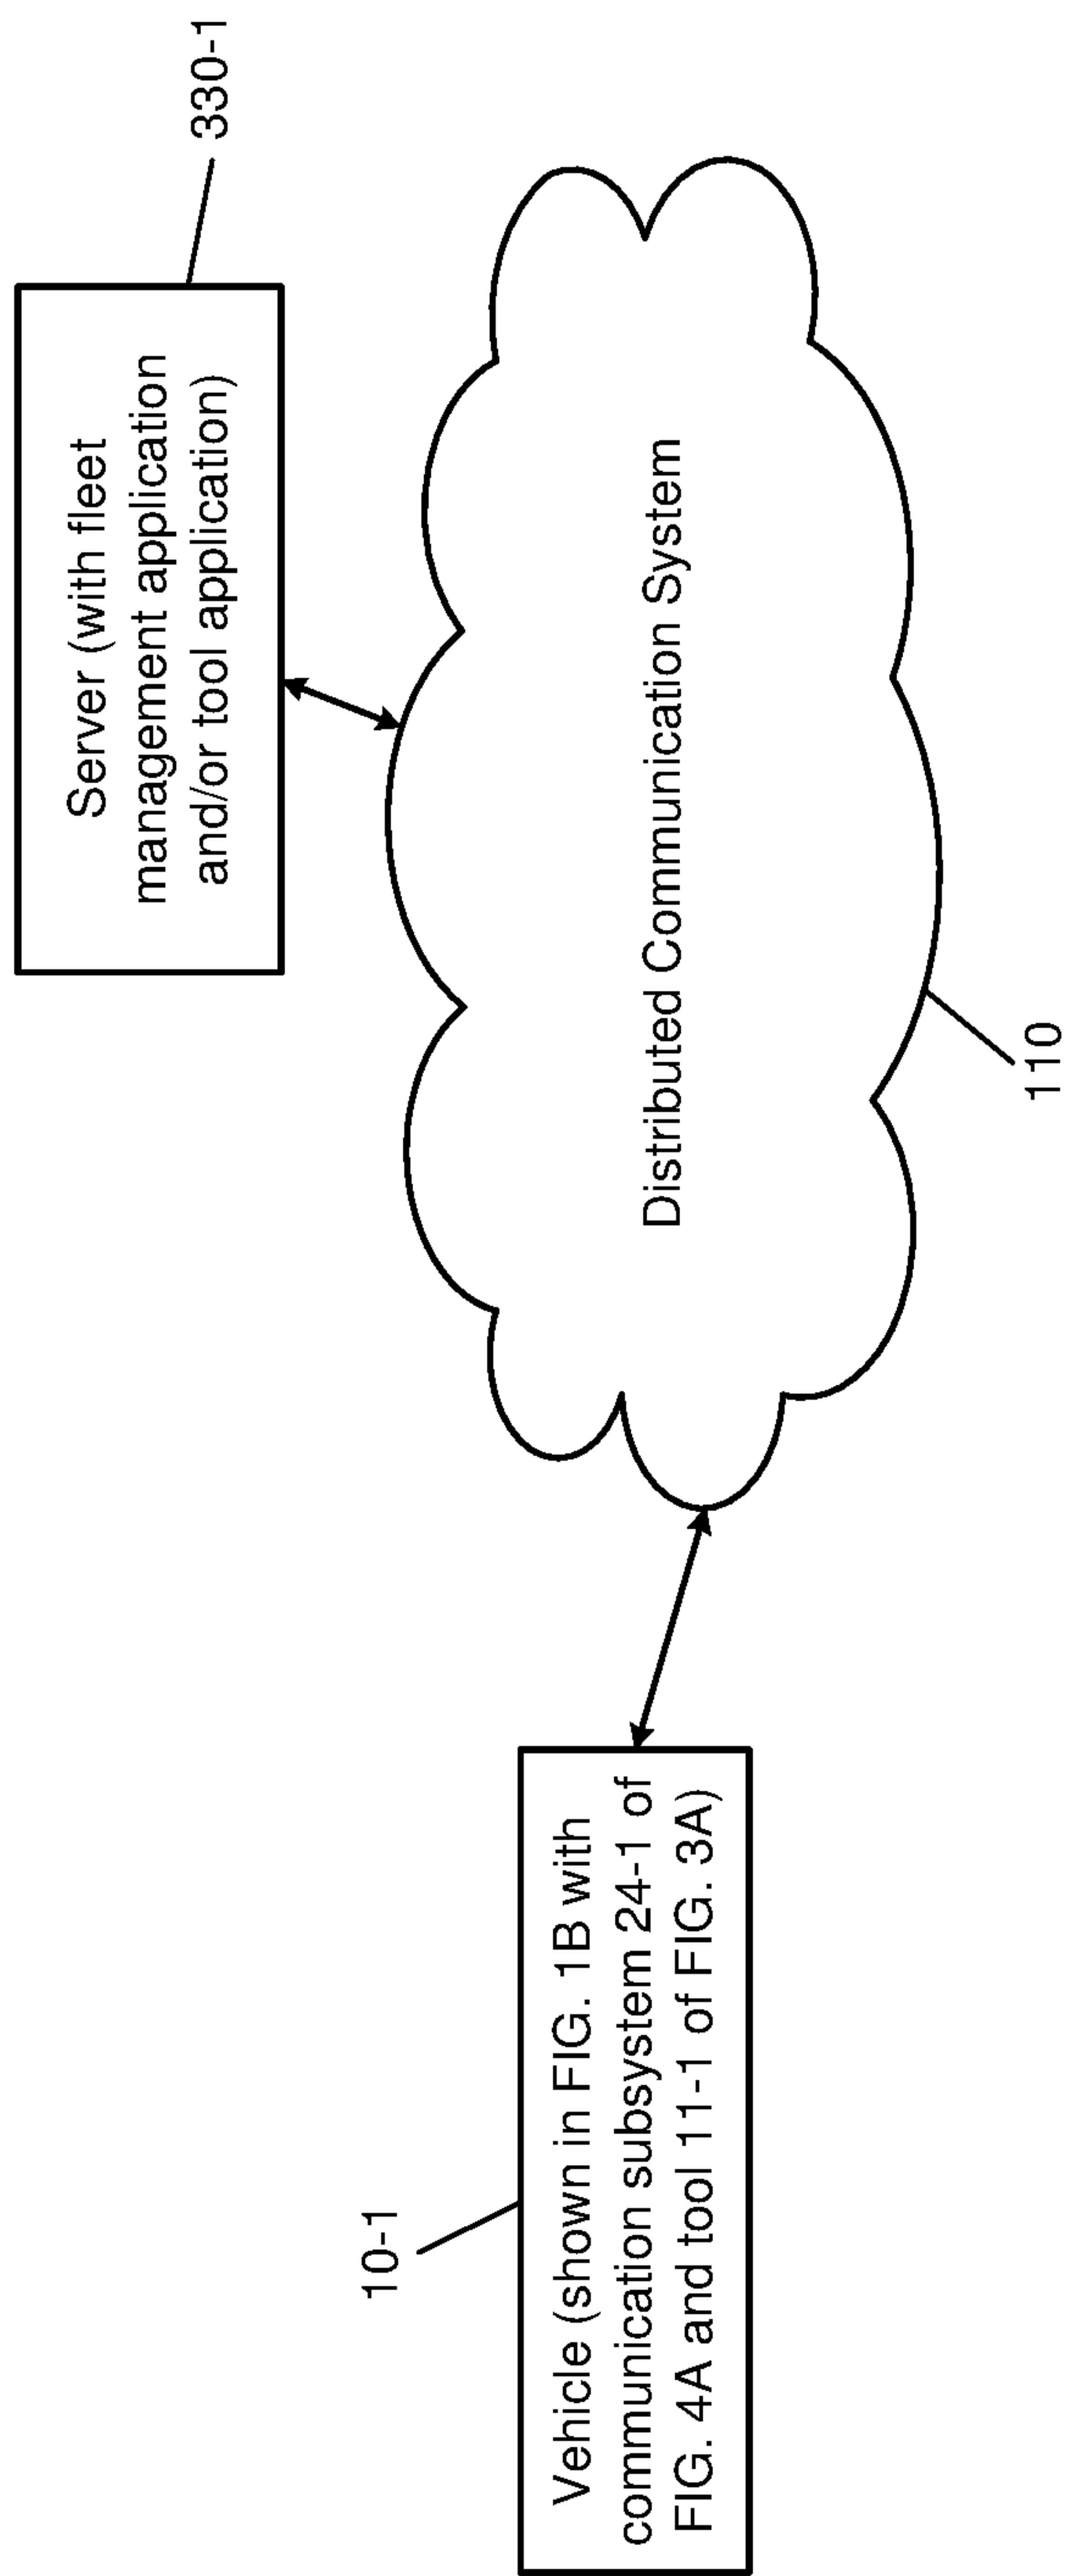 330-1
Server (with fleet
management application
and/or tool application)
Distributed Communication System
110
10-1
Vehicle (shown in FIG. 1B with
communication subsystem 24-1 of
FIG. 4A and tool 11-1 of FIG. 3A)